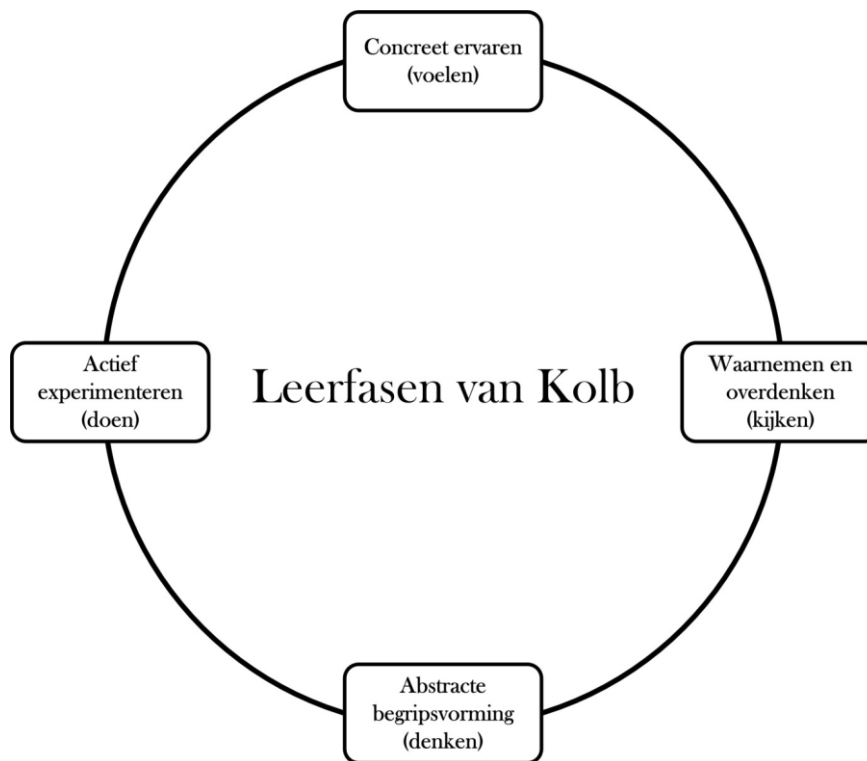 Concreet ervaren
(voelen)
Actief
experimenteren
(doen)
Leerfasen van Kolb
Waarnemen en
overdenken
(kijken)
Abstracte
begripsvorming
(denken)